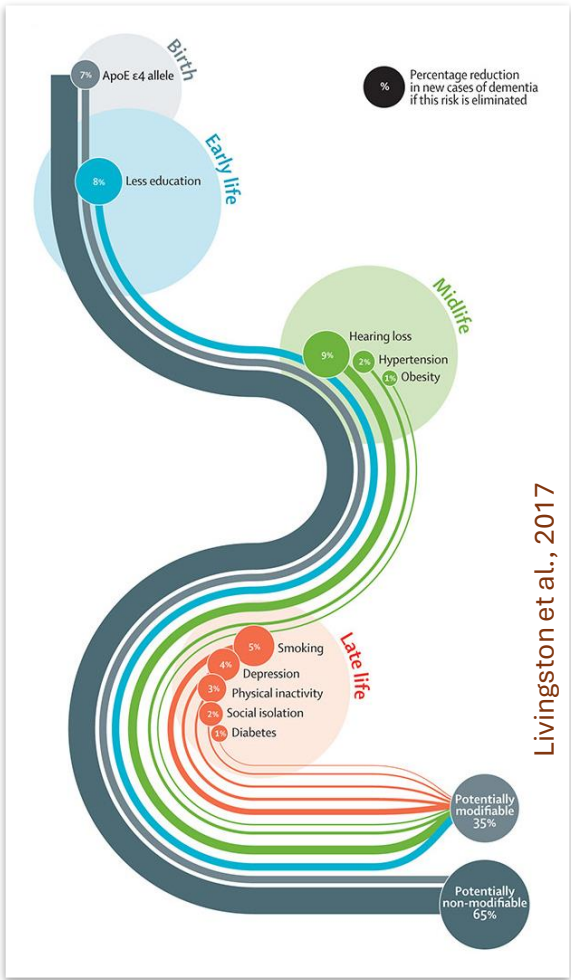 Birth
7%
ApoE ε4 allele
%
Percentage reduction
in new cases of dementia
if this risk is eliminated
Early life
8%
Less education
Midlife
Hearing loss
9%
2%
Hypertension
1%
Obesity
Livingston et al., 2017
Late life
5%
Smoking
4%
Depression
3%
Physical inactivity
2%
Social isolation
1%
Diabetes
Potentially
modifiable
35%
Potentially
non-modifiable
65%